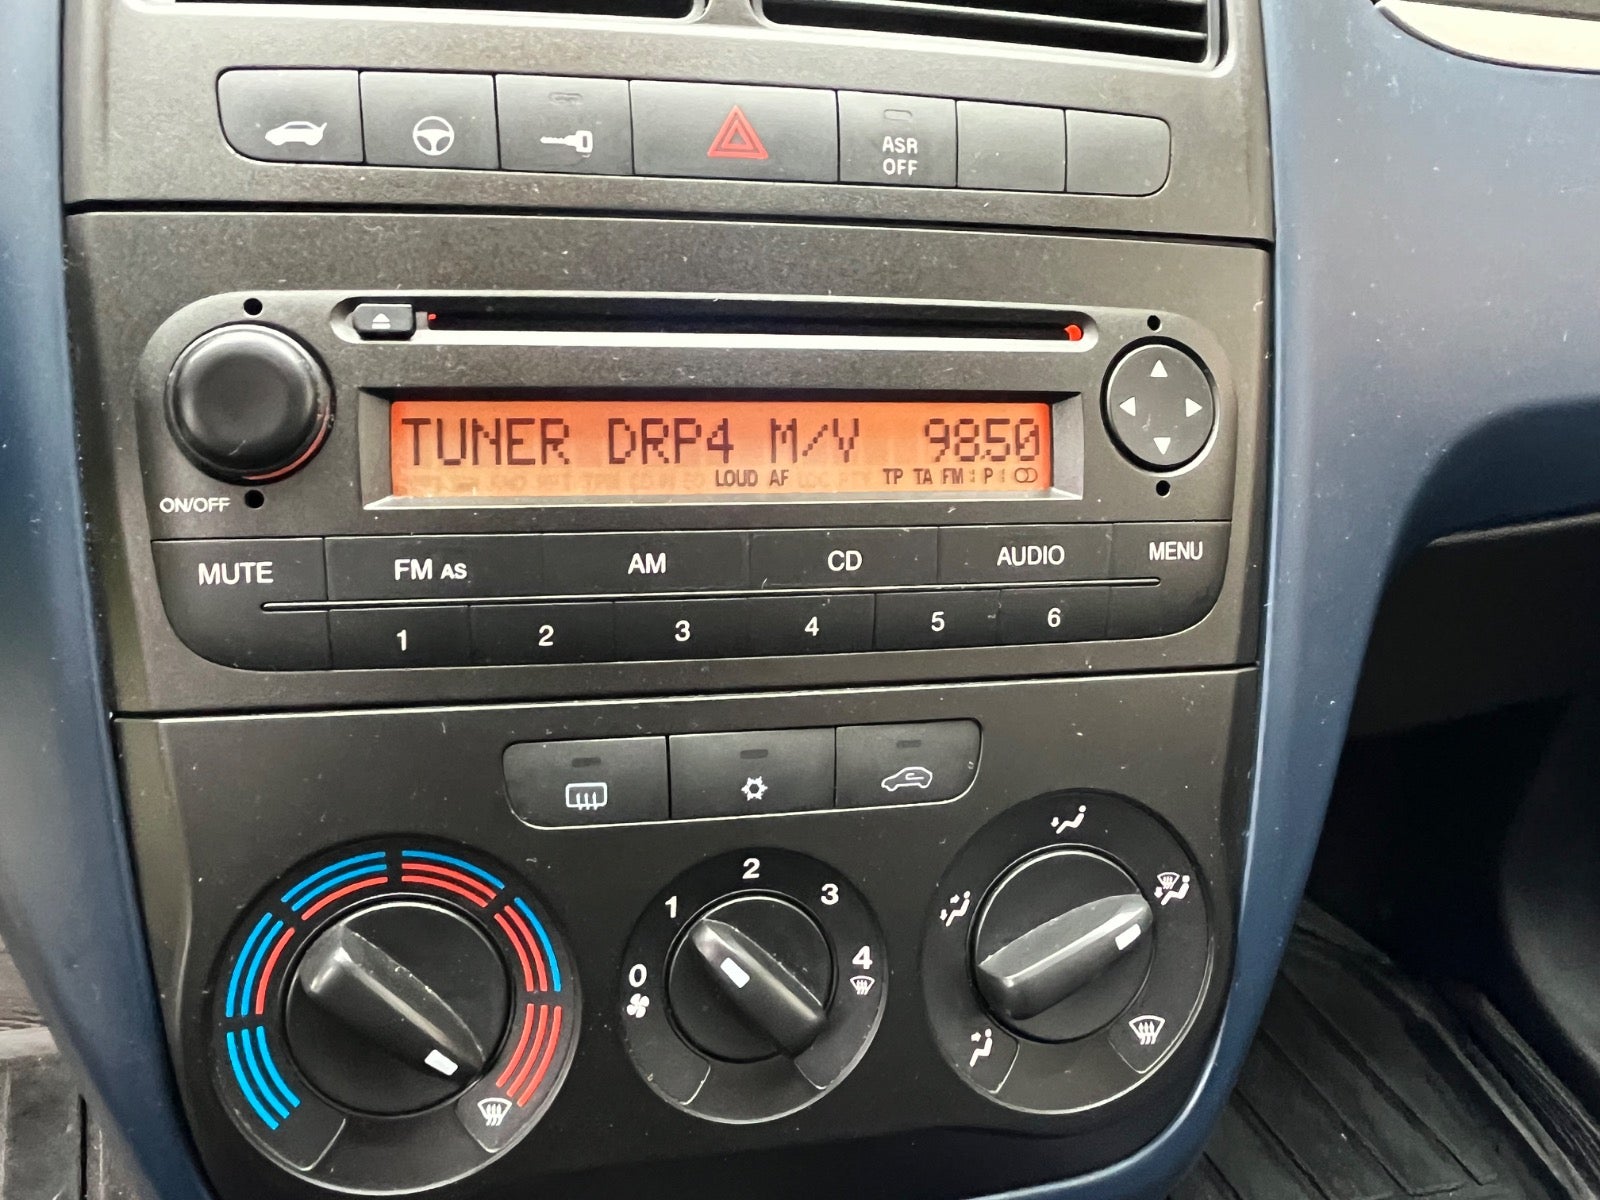 ASR
OFF
TUNER DRP4 M/V 98.50
LOUD AF TP TA FM P
ON/OFF
MUTE FM AS AM CD AUDIO MENU
1 2 3 4 5 6
0 1 2 3 4